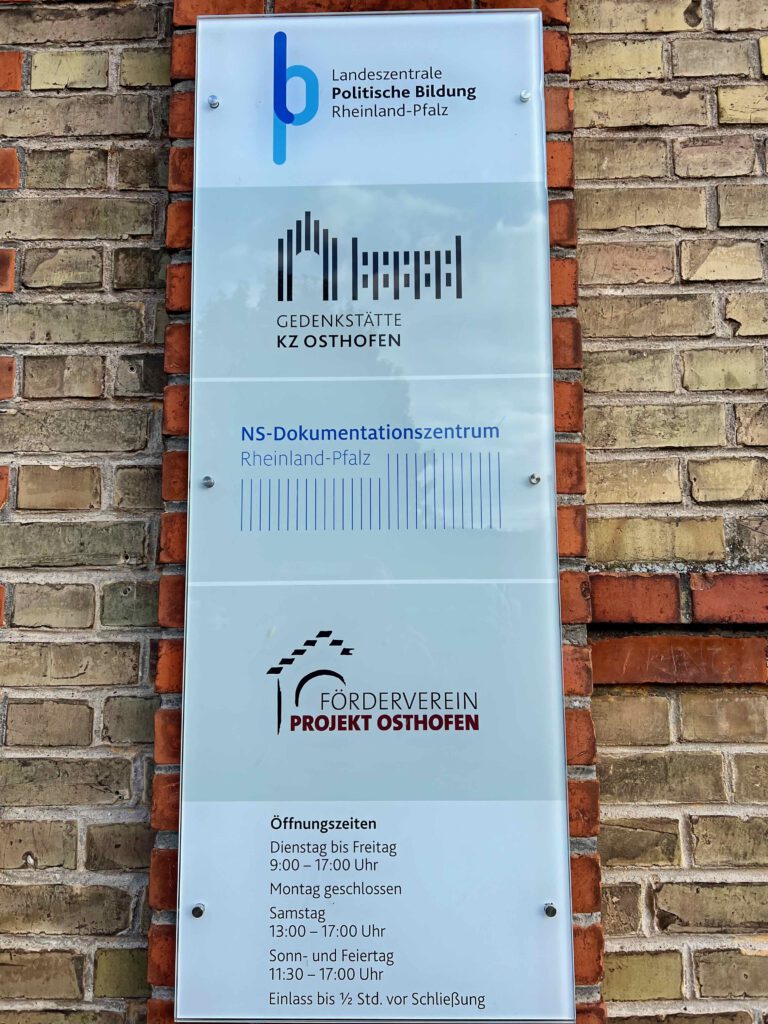 Landeszentrale
Politische Bildung
Rheinland-Pfalz
GEDENKSTÄTTE
KZ OSTHOFEN
NS-Dokumentationszentrum
Rheinland-Pfalz
FÖRDERVEREIN
PROJEKT OSTHOFEN
Öffnungszeiten
Dienstag bis Freitag
9:00 – 17:00 Uhr
Montag geschlossen
Samstag
13:00 – 17:00 Uhr
Sonn- und Feiertag
11:30 – 17:00 Uhr
Einlass bis ½ Std. vor Schließung